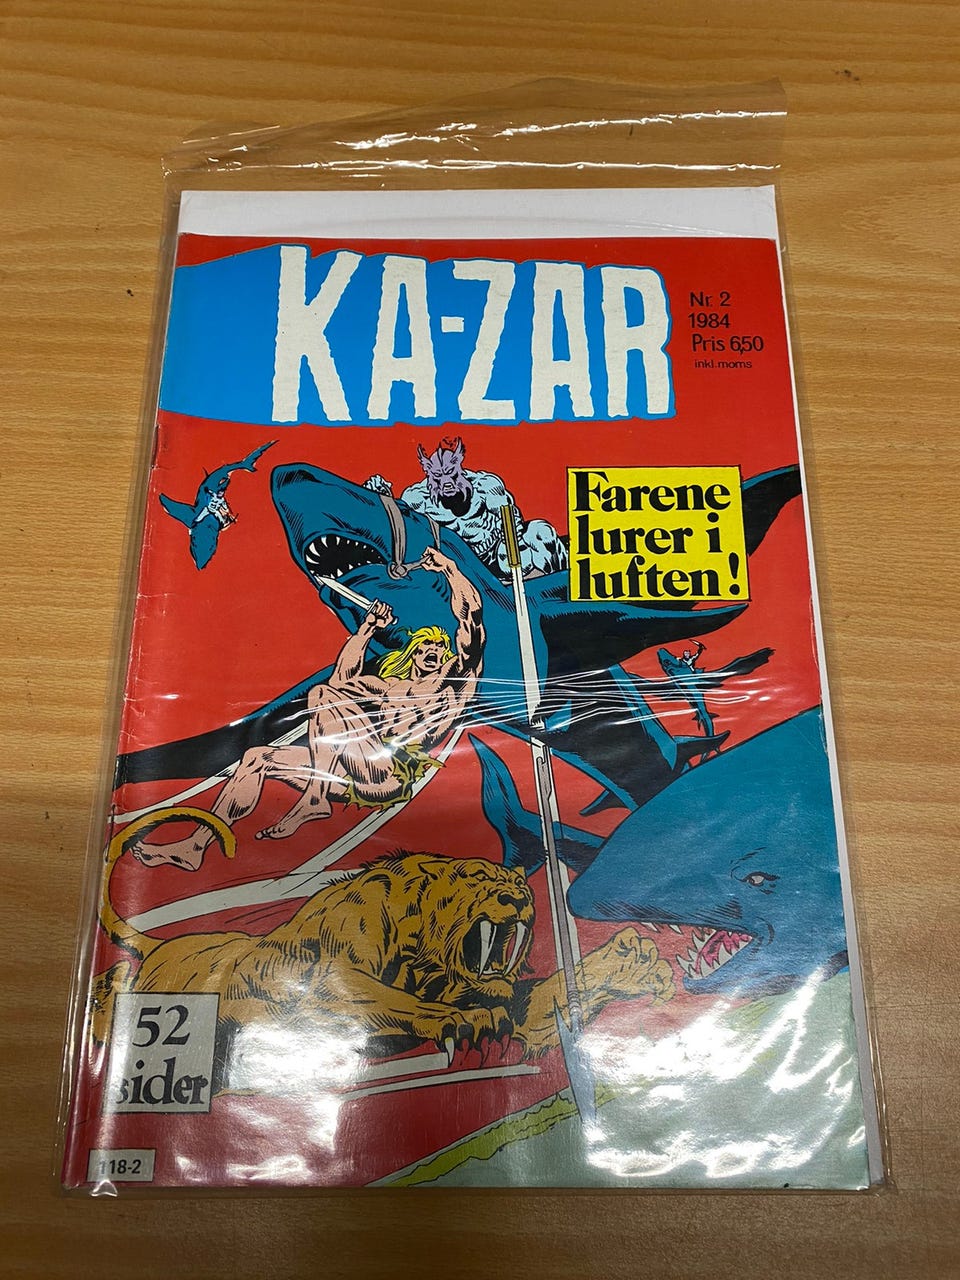 KA-ZAR
Nr. 2
1984
Pris 6,50
inkl.moms
Farene
lurer i
luften!
52
sider
118-2